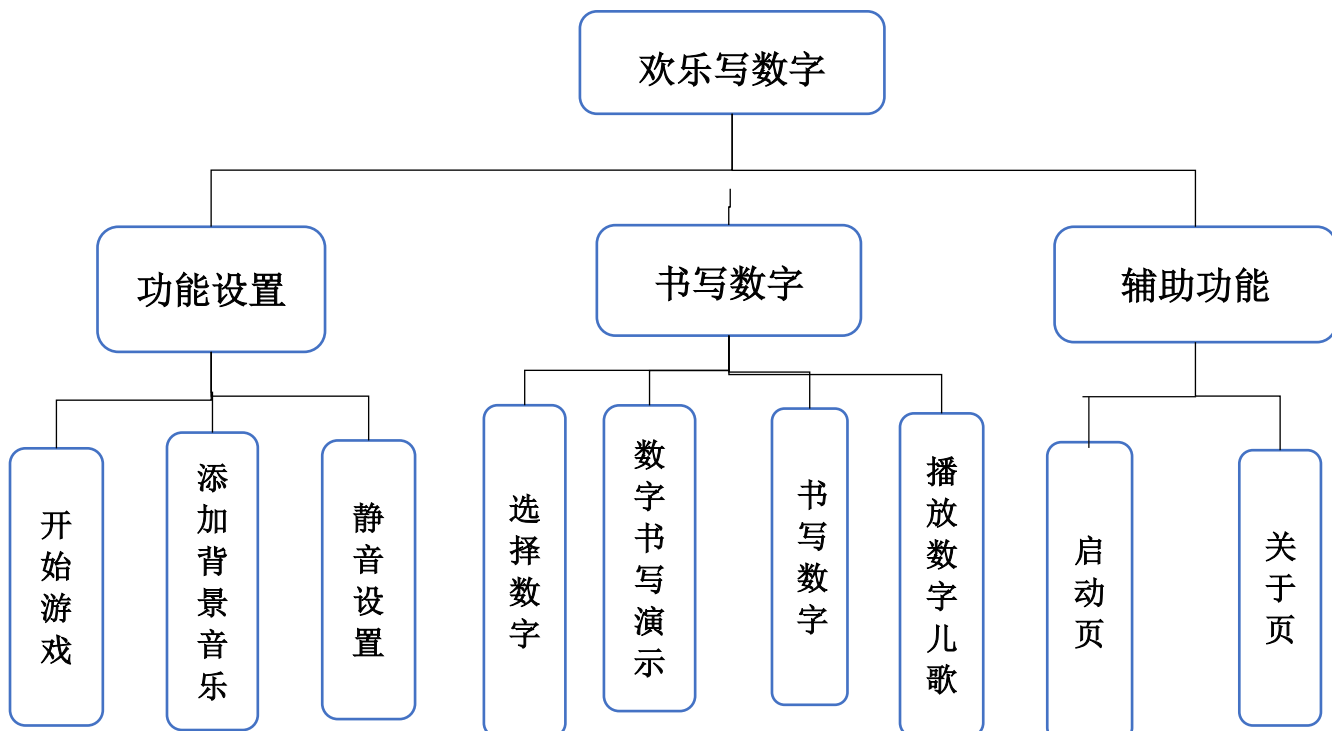 欢乐写数字
功能设置
书写数字
辅助功能
开始游戏
添加背景音乐
静音设置
选择数字
数字书写演示
书写数字
播放数字儿歌
启动页
关于页